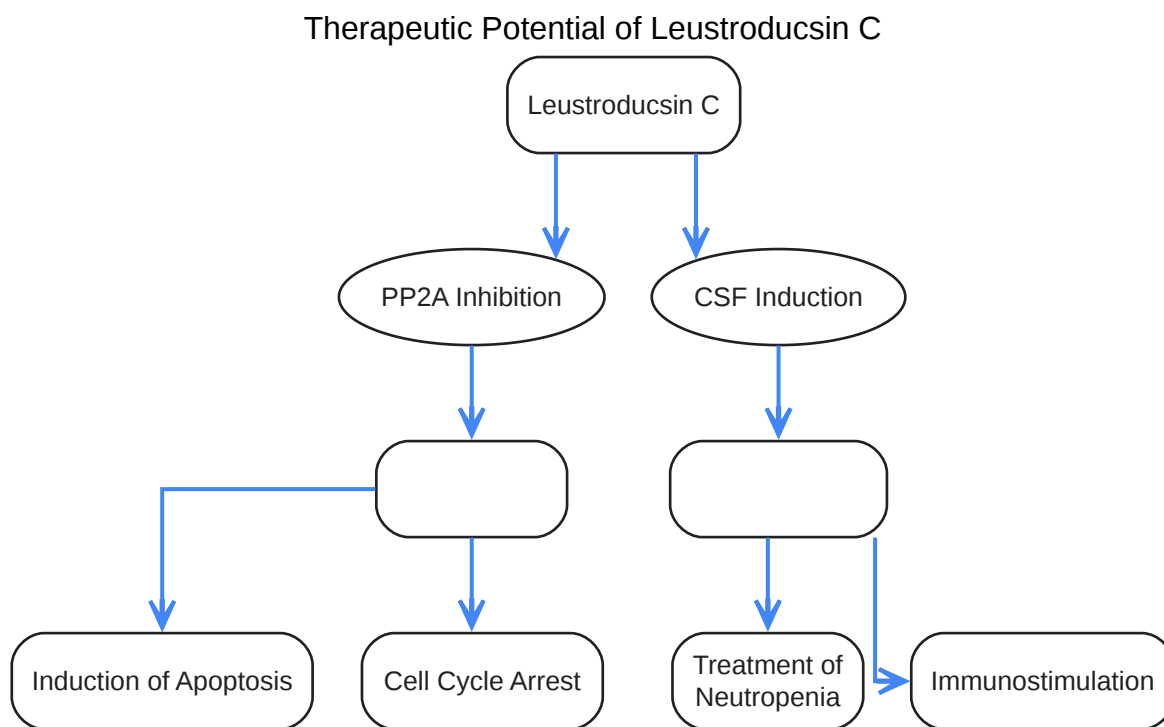 Therapeutic Potential of Leustroducsin C
Leustroducsin C
PP2A Inhibition
CSF Induction
Induction of Apoptosis
Cell Cycle Arrest
Treatment of
Neutropenia
Immunostimulation